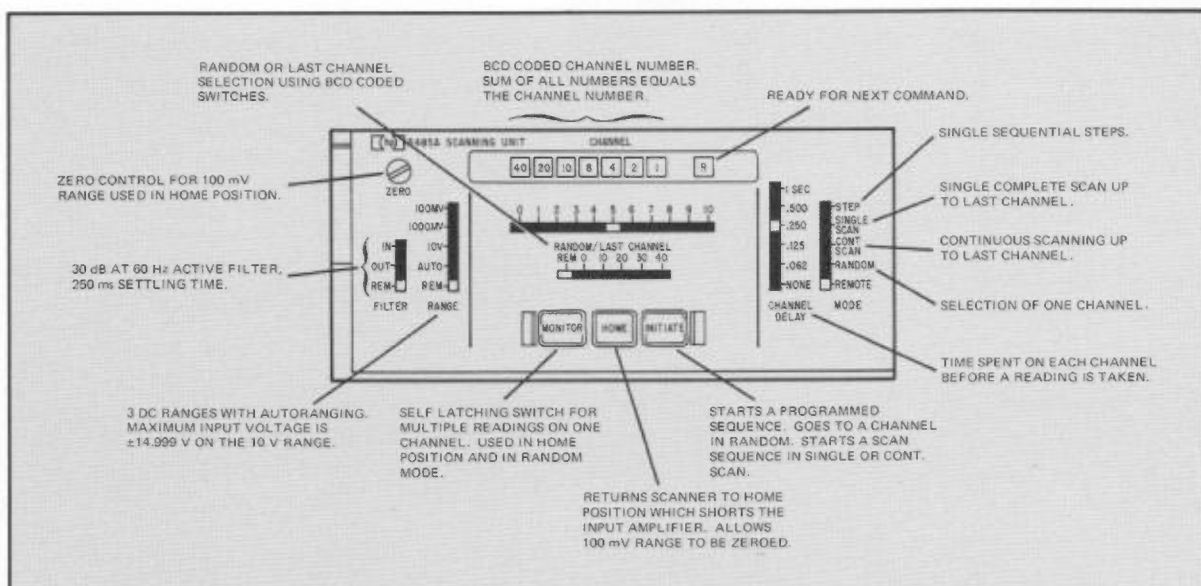 RANDOM OR LAST CHANNEL
SELECTION USING BCD CODED
SWITCHES.
BCD CODED CHANNEL NUMBER.
SUM OF ALL NUMBERS EQUALS
THE CHANNEL NUMBER.
READY FOR NEXT COMMAND.
SINGLE SEQUENTIAL STEPS.
SINGLE COMPLETE SCAN UP
TO LAST CHANNEL.
CONTINUOUS SCANNING UP
TO LAST CHANNEL.
SELECTION OF ONE CHANNEL.
TIME SPENT ON EACH CHANNEL
BEFORE A READING IS TAKEN.
ZERO CONTROL FOR 100 mV
RANGE USED IN HOME POSITION.
30 dB AT 60 Hz ACTIVE FILTER,
250 ms SETTLING TIME.
hp SCANNING UNIT
CHANNEL
40 20 10 8 4 2 1 R
ZERO
100MV
1000MV
10V
AUTO
REM
RANGE
IN
OUT
REM
FILTER
0 1 2 3 4 5 6 7 8 9 10
RANDOM/LAST CHANNEL
REM 0 10 20 30 40
MONITOR HOME INITIATE
1 SEC
.500
.250
.125
.062
NONE
CHANNEL
DELAY
STEP
SINGLE
SCAN
CONT
SCAN
RANDOM
REMOTE
MODE
3 DC RANGES WITH AUTORANGING.
MAXIMUM INPUT VOLTAGE IS
±14.999 V ON THE 10 V RANGE.
SELF LATCHING SWITCH FOR
MULTIPLE READINGS ON ONE
CHANNEL. USED IN HOME
POSITION AND IN RANDOM
MODE.
RETURNS SCANNER TO HOME
POSITION WHICH SHORTS THE
INPUT AMPLIFIER. ALLOWS
100 mV RANGE TO BE ZEROED.
STARTS A PROGRAMMED
SEQUENCE. GOES TO A CHANNEL
IN RANDOM. STARTS A SCAN
SEQUENCE IN SINGLE OR CONT.
SCAN.